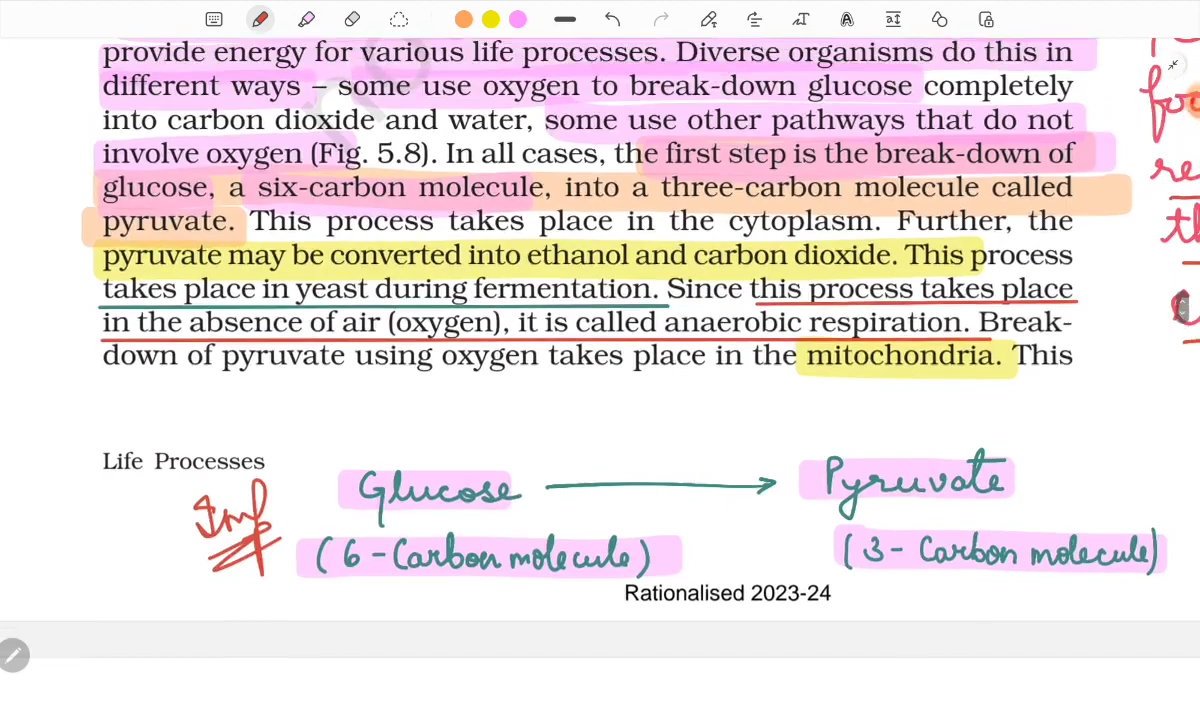 provide energy for various life processes. Diverse organisms do this in
different ways – some use oxygen to break-down glucose completely
into carbon dioxide and water, some use other pathways that do not
involve oxygen (Fig. 5.8). In all cases, the first step is the break-down of
glucose, a six-carbon molecule, into a three-carbon molecule called
pyruvate. This process takes place in the cytoplasm. Further, the
pyruvate may be converted into ethanol and carbon dioxide. This process
takes place in yeast during fermentation. Since this process takes place
in the absence of air (oxygen), it is called anaerobic respiration. Break-
down of pyruvate using oxygen takes place in the mitochondria. This
Life Processes
Imp
Glucose → Pyruvate
(6 - Carbon molecule) (3 - Carbon molecule)
Rationalised 2023-24